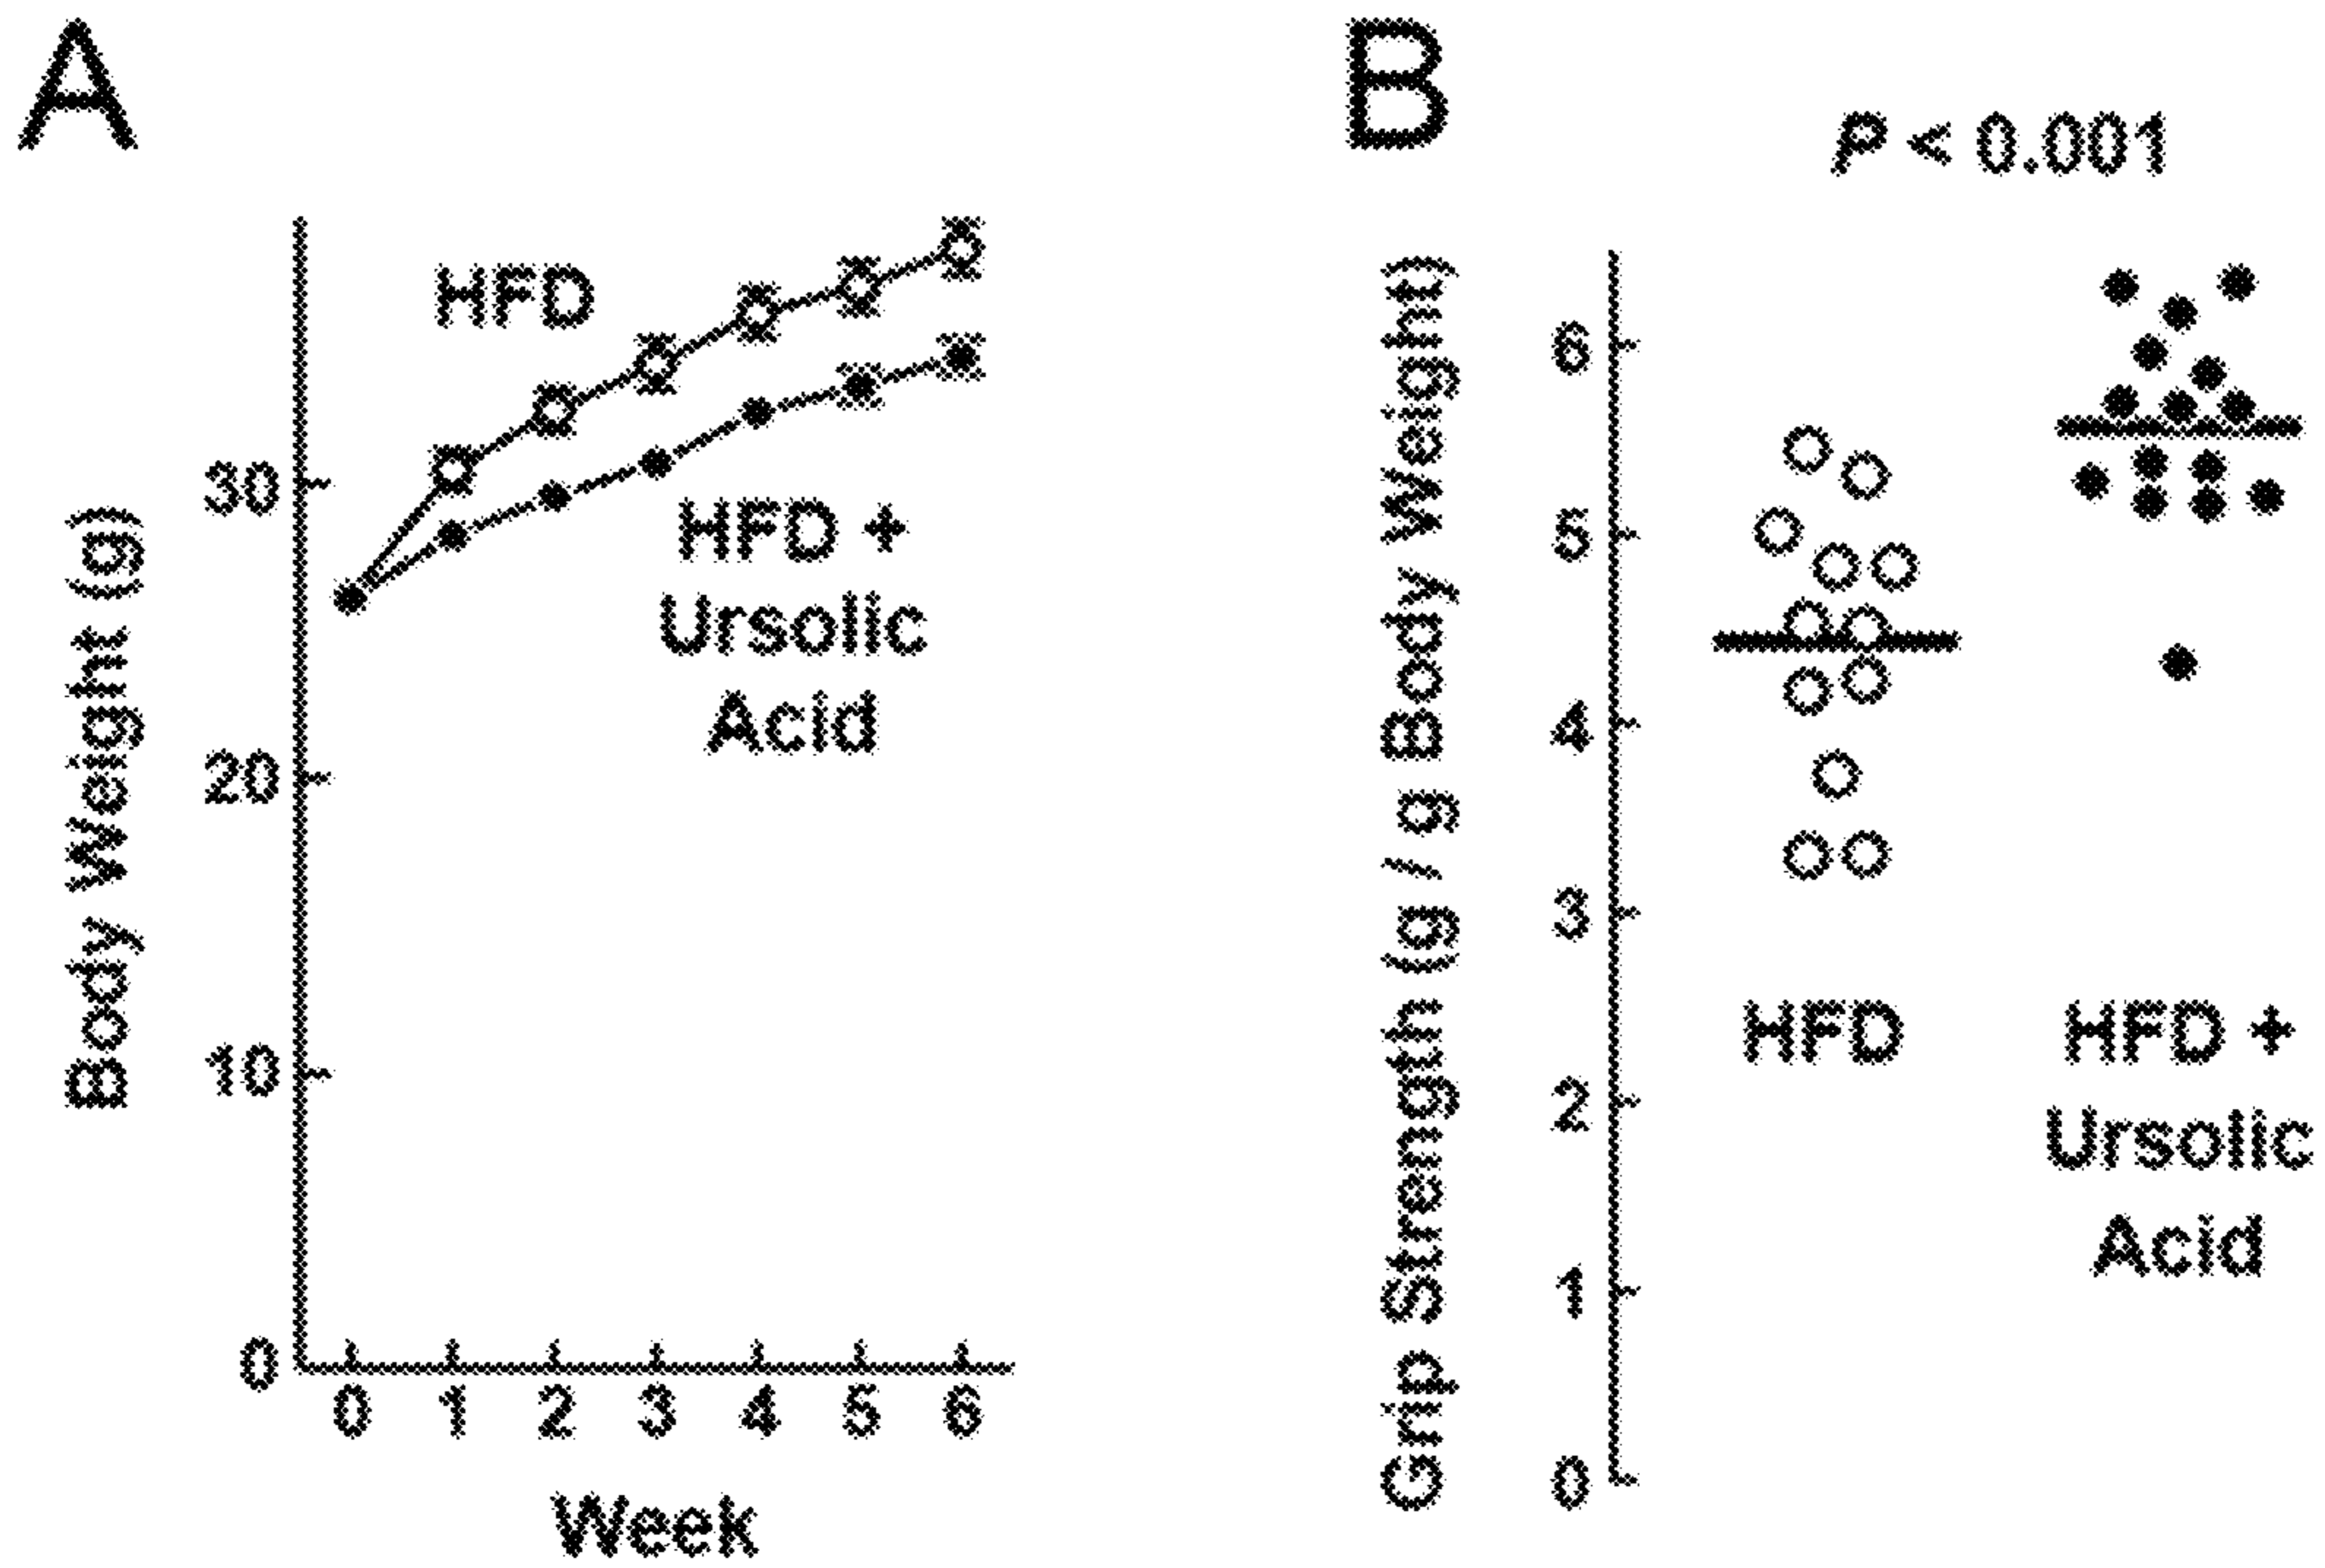 A
HFD
HFD +
Ursolic
Acid
Body Weight (g)
30
20
10
0
0 1 2 3 4 5 6
Week
B
P < 0.001
Grip Strength (g / g Body Weight)
6
5
4
3
2
1
0
HFD
HFD +
Ursolic
Acid